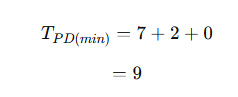 T_{PD(min)} = 7 + 2 + 0
= 9